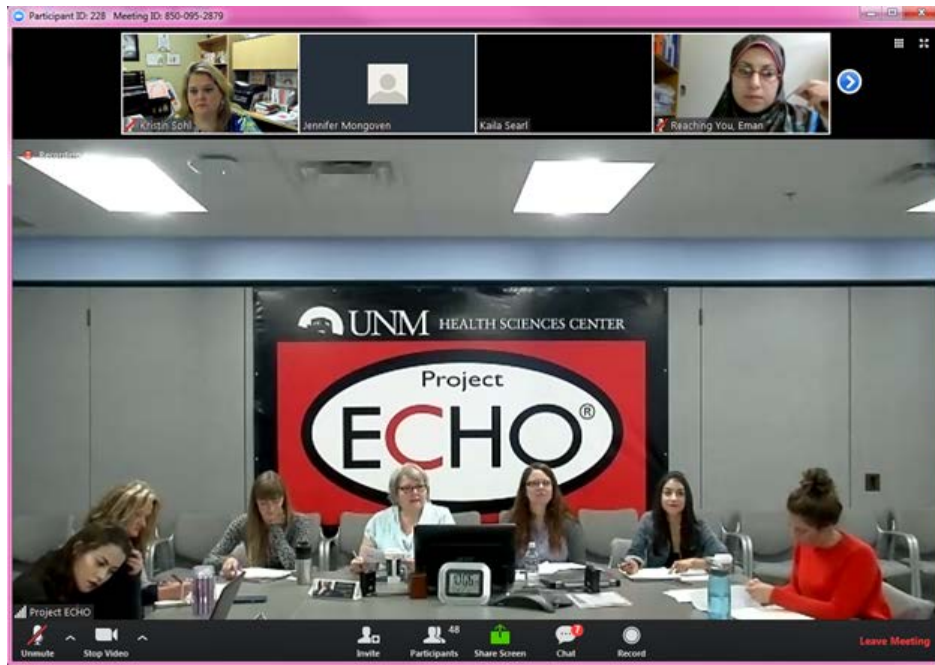 Participant ID: 228 Meeting ID: 850-095-2879
Kristin Sohl
Jennifer Mongoven
Kaila Searl
Reaching You, Eman
Recording
UNM HEALTH SCIENCES CENTER
Project
ECHO®
Project ECHO
48
7
Unmute
Stop Video
Invite
Participants
Share Screen
Chat
Record
Leave Meeting